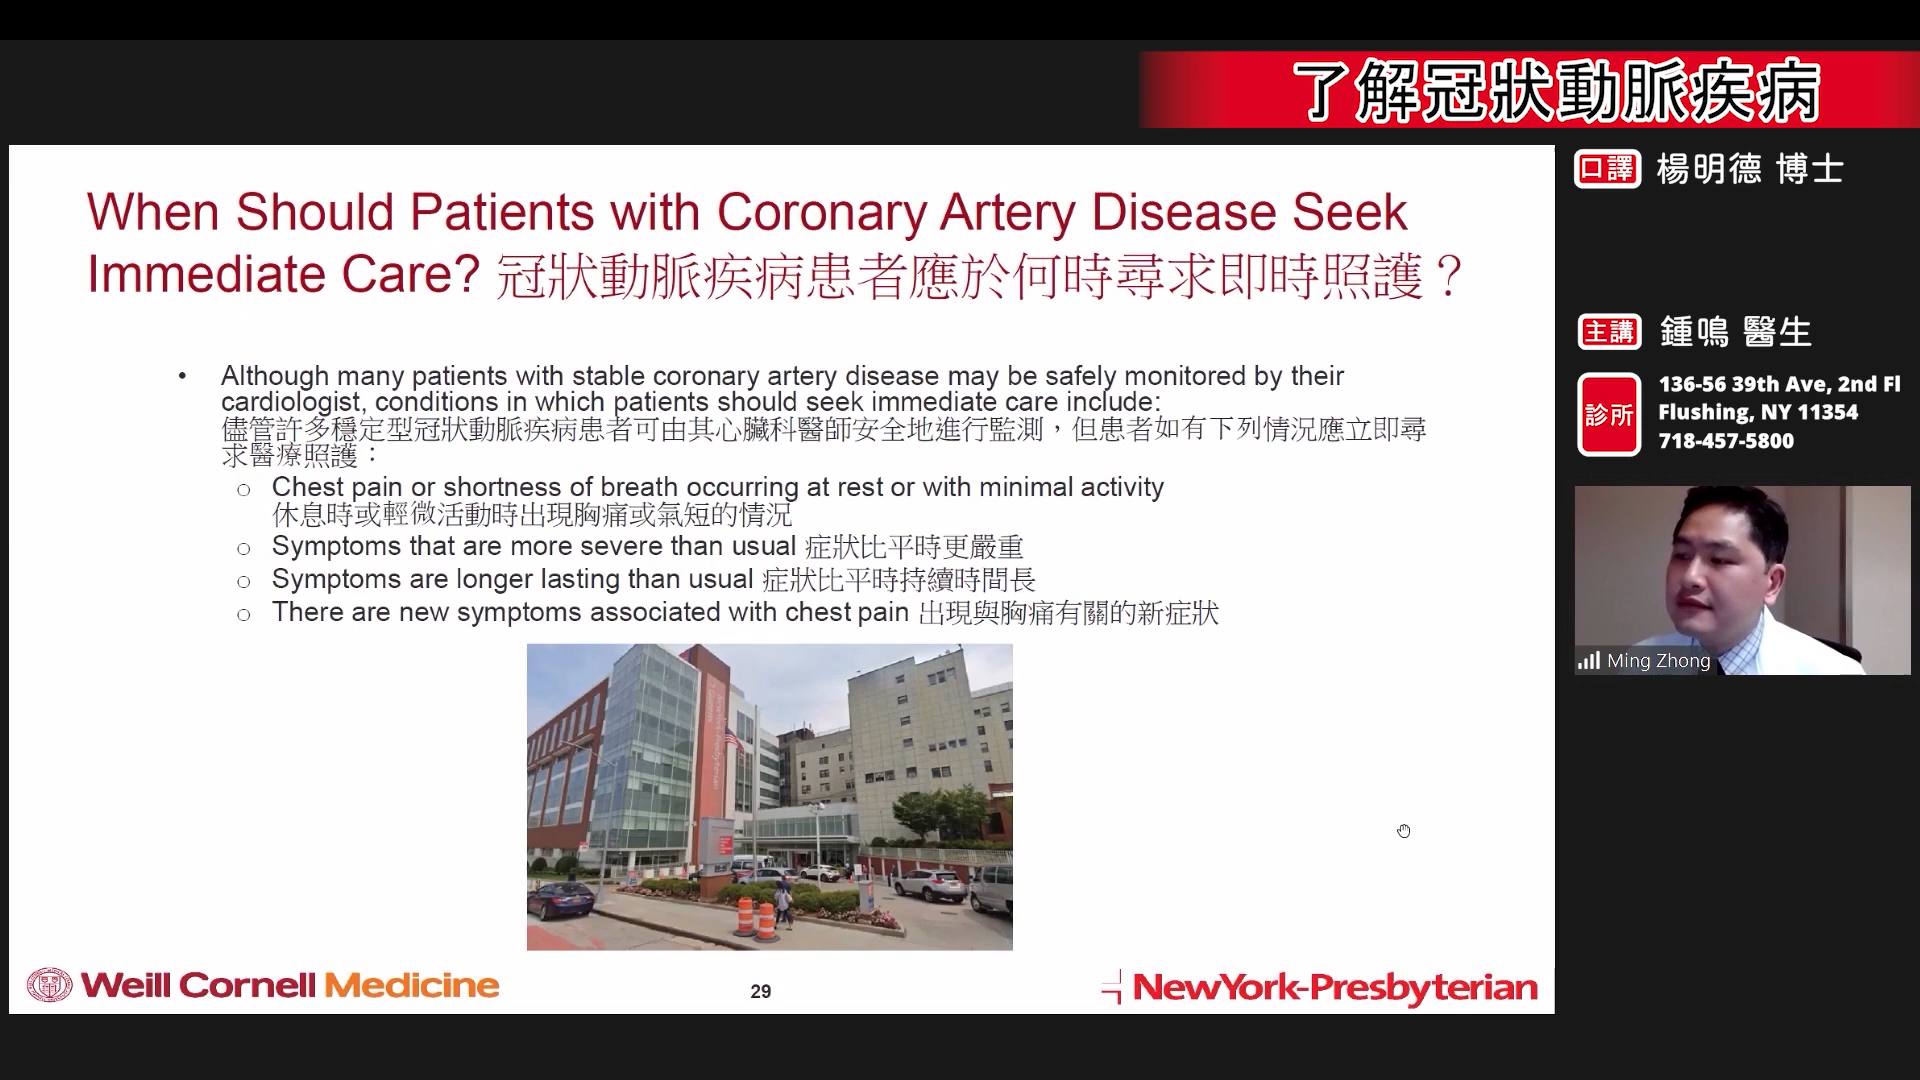 了解冠狀動脈疾病
口譯 楊明德 博士
主講 鍾鳴 醫生
診所
136-56 39th Ave, 2nd Fl
Flushing, NY 11354
718-457-5800
Ming Zhong
When Should Patients with Coronary Artery Disease Seek
Immediate Care? 冠狀動脈疾病患者應於何時尋求即時照護？
• Although many patients with stable coronary artery disease may be safely monitored by their
cardiologist, conditions in which patients should seek immediate care include:
儘管許多穩定型冠狀動脈疾病患者可由其心臟科醫師安全地進行監測，但患者如有下列情況應立即尋
求醫療照護：
○ Chest pain or shortness of breath occurring at rest or with minimal activity
休息時或輕微活動時出現胸痛或氣短的情況
○ Symptoms that are more severe than usual 症狀比平時更嚴重
○ Symptoms are longer lasting than usual 症狀比平時持續時間長
○ There are new symptoms associated with chest pain 出現與胸痛有關的新症狀
NewYork-Presbyterian
Weill Cornell Medicine
29
NewYork-Presbyterian